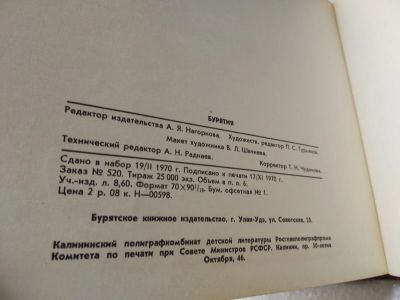 БУРЯТИЯ
Редактор издательства А. Я. Нагорнова. Художеств. редактор П. С.
Макет художника В. Л. Шачнева.
Технический редактор А. Н. Раднаев. Корректор Т. Н. Чудинова.
Сдано в набор 19/II 1970 г. Подписано к печати 17/XI 1970 г.
Заказ № 520. Тираж 25 000 экз. Объем в п. л. 6.
Уч.-изд. л. 8,60. Формат 70×90¹/₁₆ Бум. офсетная № 1.
Цена 2 р. 08 к. Н—00598.
Бурятское книжное издательство, г. Улан-Удэ, ул. Советская, 23.
Калининский полиграфкомбинат детской литературы Росглавполиграфпрома
Комитета по печати при Совете Министров РСФСР. Калинин, пр. 50-летия
Октября, 46.